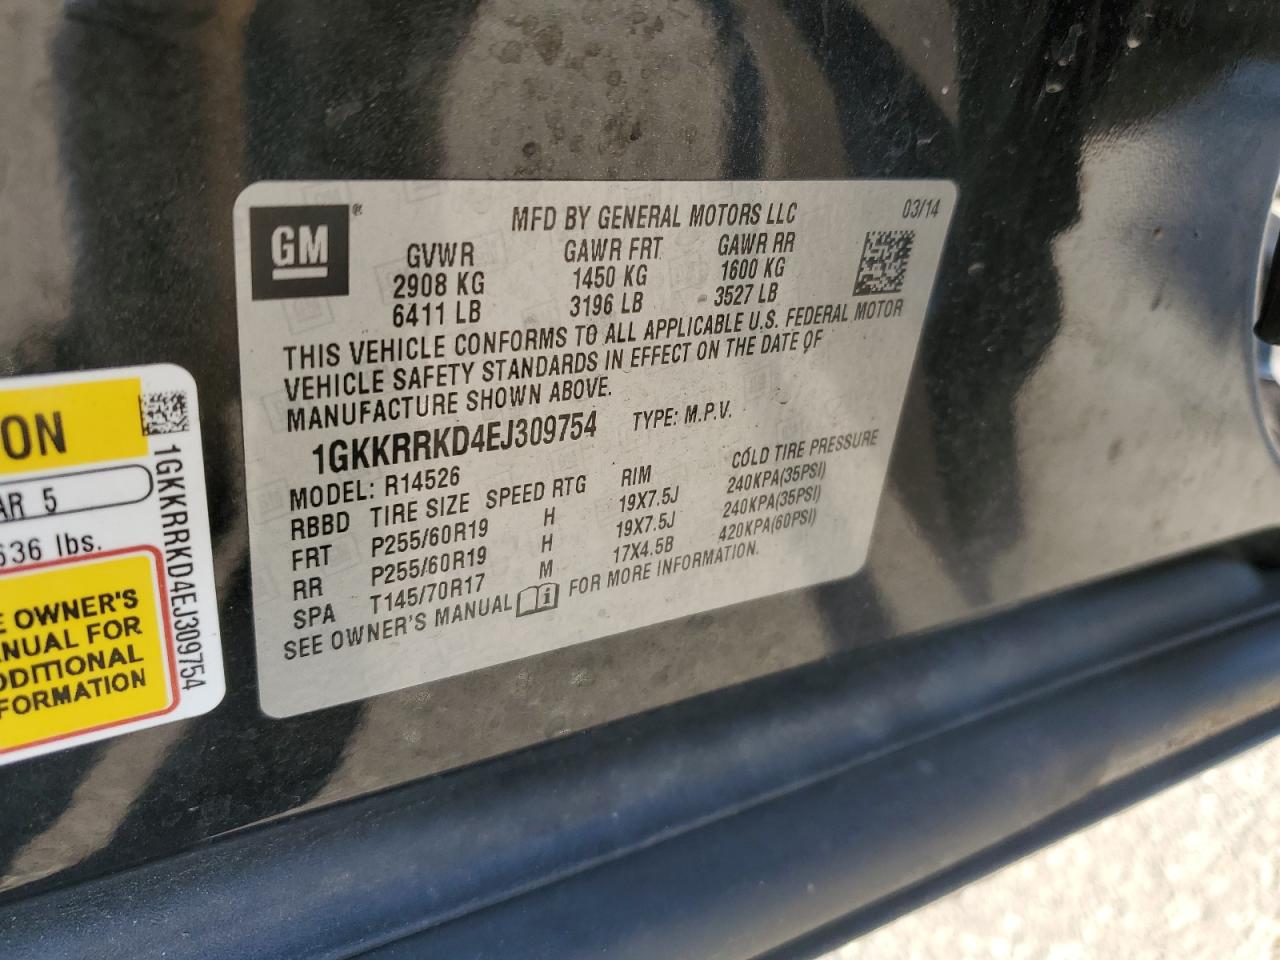 GM ®
MFD BY GENERAL MOTORS LLC 03/14
GVWR GAWR FRT GAWR RR
2908 KG 1450 KG 1600 KG
6411 LB 3196 LB 3527 LB
THIS VEHICLE CONFORMS TO ALL APPLICABLE U.S. FEDERAL MOTOR
VEHICLE SAFETY STANDARDS IN EFFECT ON THE DATE OF
MANUFACTURE SHOWN ABOVE.
1GKKRRKD4EJ309754 TYPE: M.P.V.
MODEL: R14526
RBBD TIRE SIZE SPEED RTG RIM COLD TIRE PRESSURE
FRT P255/60R19 H 19X7.5J 240KPA(35PSI)
RR P255/60R19 H 19X7.5J 240KPA(35PSI)
SPA T145/70R17 M 17X4.5B 420KPA(60PSI)
SEE OWNER'S MANUAL FOR MORE INFORMATION.
ON
AR 5
636 lbs.
E OWNER'S
ANUAL FOR
DDITIONAL
FORMATION
1GKKRRKD4EJ309754